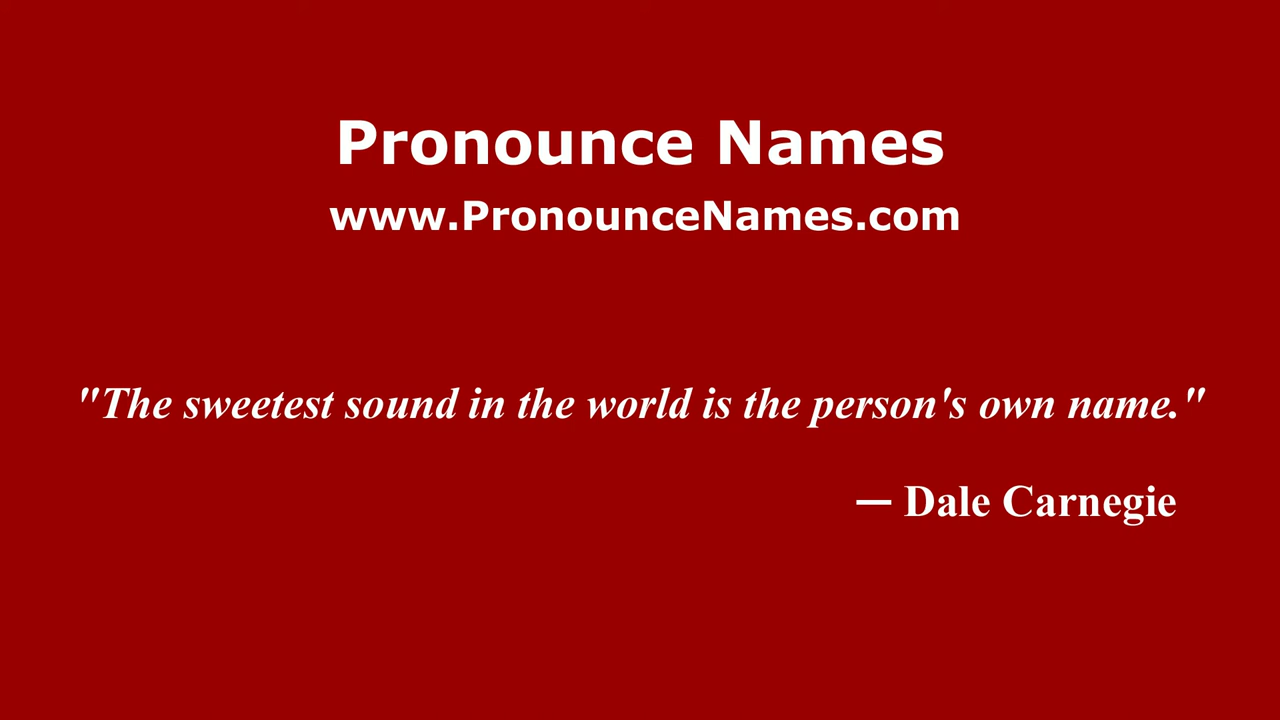 Pronounce Names
www.PronounceNames.com
"The sweetest sound in the world is the person's own name."
— Dale Carnegie